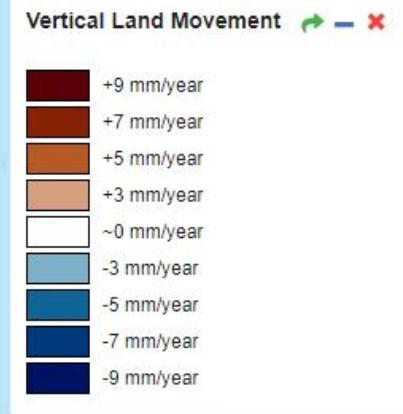 Vertical Land Movement
+9 mm/year
+7 mm/year
+5 mm/year
+3 mm/year
~0 mm/year
-3 mm/year
-5 mm/year
-7 mm/year
-9 mm/year